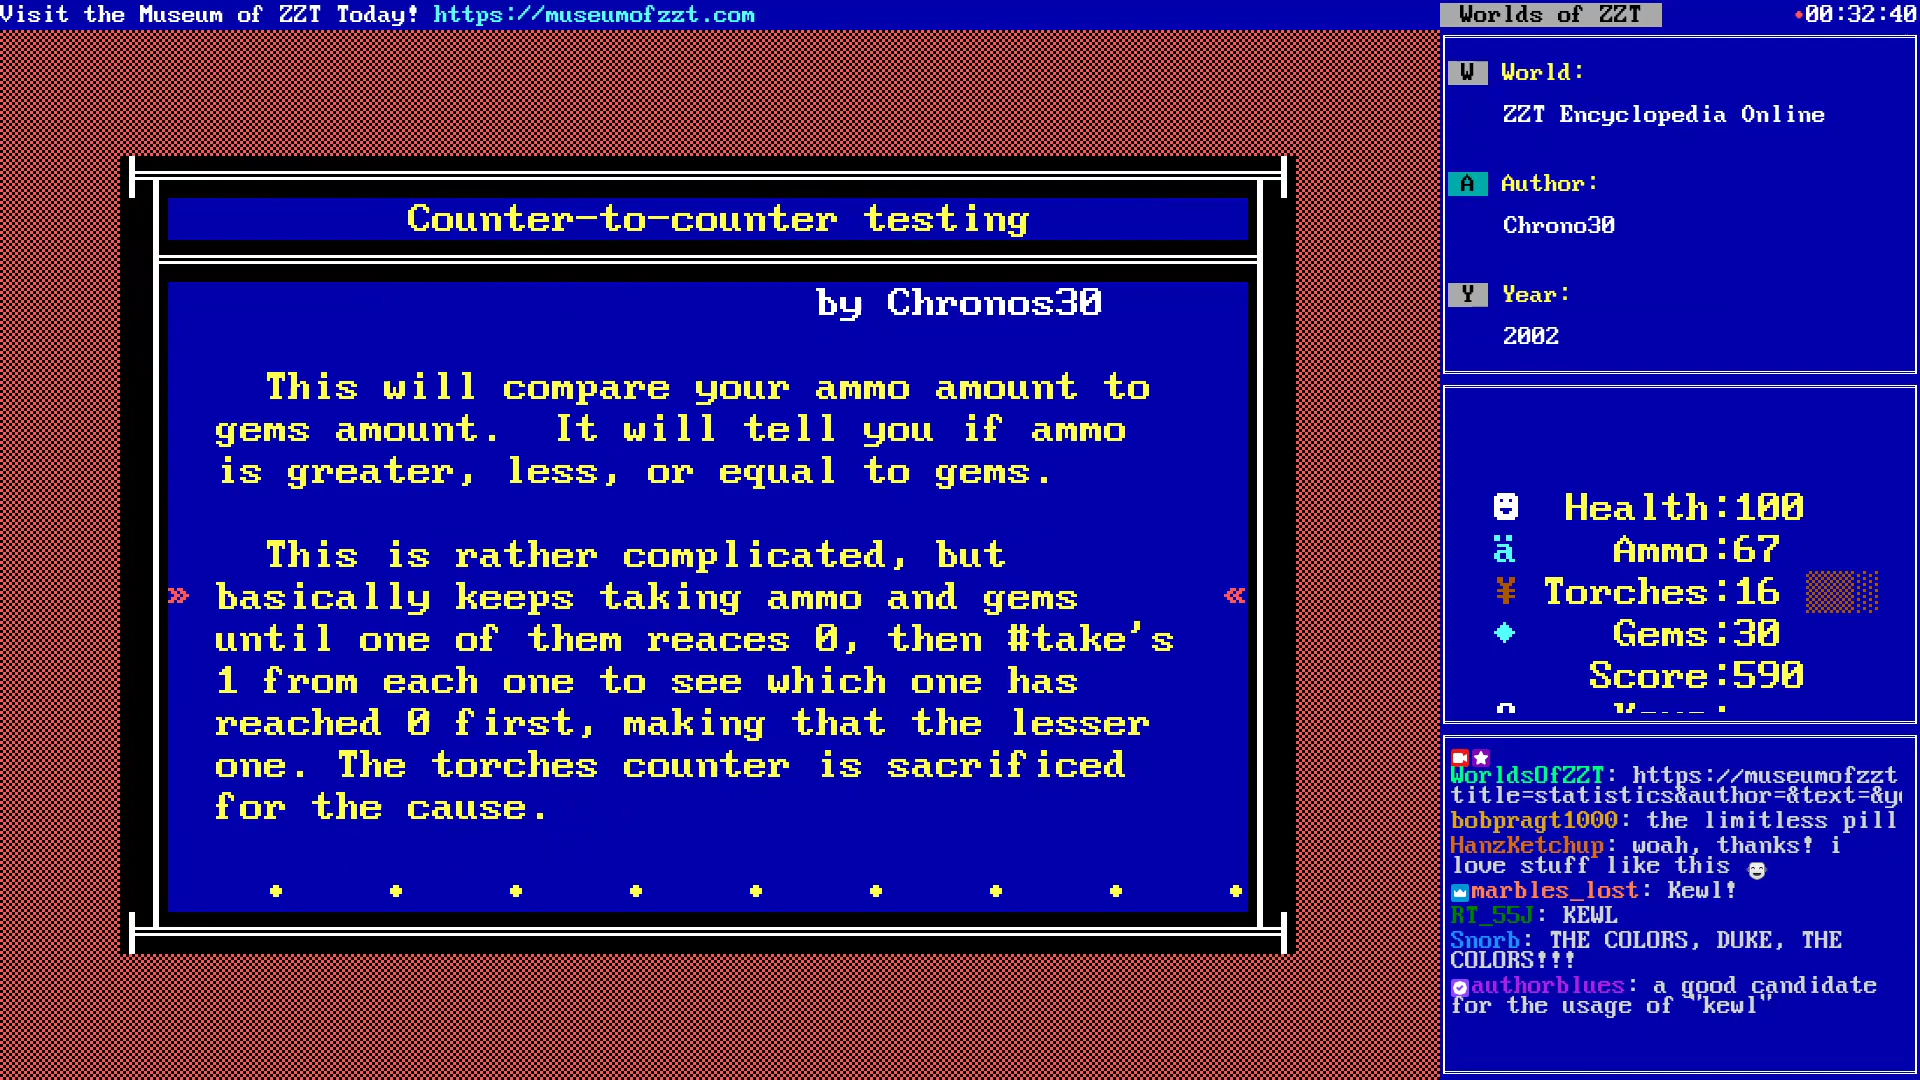 Visit the Museum of ZZT Today! https://museumofzzt.com
Worlds of ZZT
•00:32:40
W World:
ZZT Encyclopedia Online
A Author:
Chrono30
Y Year:
2002
Counter-to-counter testing
by Chronos30
This will compare your ammo amount to
gems amount.  It will tell you if ammo
is greater, less, or equal to gems.
This is rather complicated, but
» basically keeps taking ammo and gems «
until one of them reaces 0, then #take's
1 from each one to see which one has
reached 0 first, making that the lesser
one. The torches counter is sacrificed
for the cause.
Health:100
Ammo:67
Torches:16
Gems:30
Score:590
WorldsOfZZT: https://museumofzzt
title=statistics&author=&text=&y
bobpragt1000: the limitless pill
HanzKetchup: woah, thanks! i
love stuff like this
marbles_lost: Kewl!
RT_55J: KEWL
Snorb: THE COLORS, DUKE, THE
COLORS!!!
authorblues: a good candidate
for the usage of "kewl"